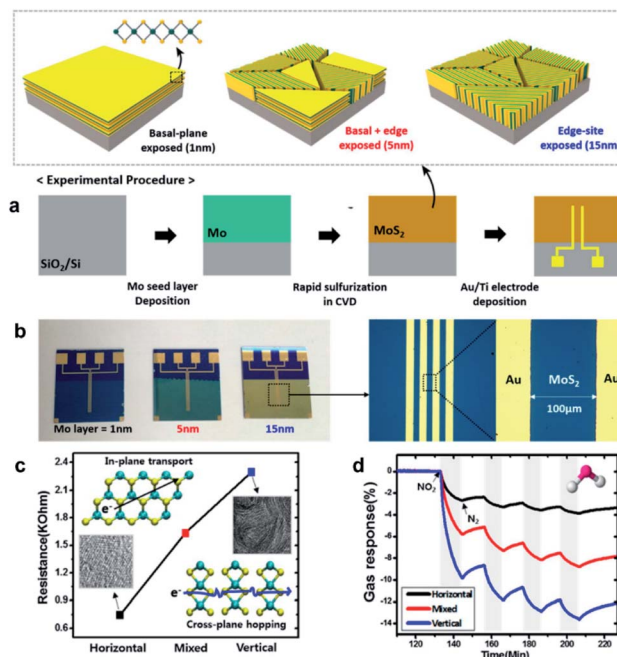 Basal-plane
exposed (1nm)
Basal + edge
exposed (5nm)
Edge-site
exposed (15nm)
< Experimental Procedure >
a
SiO2/Si
Mo
MoS2
Mo seed layer
Deposition
Rapid sulfurization
in CVD
Au/Ti electrode
deposition
b
Mo layer = 1nm
5nm
15nm
Au
MoS2
Au
100μm
c
Resistance(KOhm)
2.4
2.1
1.8
1.5
1.2
0.9
0.6
In-plane transport
e-
e-
Cross-plane hopping
Horizontal
Mixed
Vertical
d
Gas response(%)
0
-2
-4
-6
-8
-10
-12
-14
NO2
N2
Horizontal
Mixed
Vertical
120
140
160
180
200
220
Time(Min)